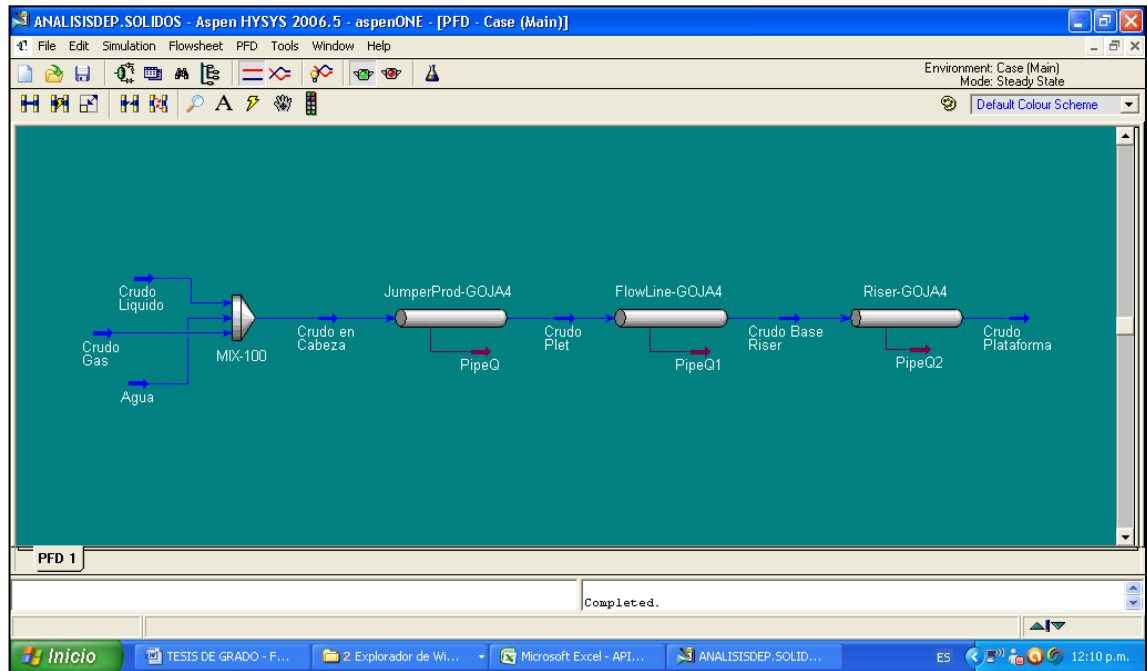 ANALISISDEP.SOLIDOS - Aspen HYSYS 2006.5 - aspenONE - [PFD - Case (Main)]
File Edit Simulation Flowsheet PFD Tools Window Help
Environment: Case (Main)
Mode: Steady State
A
Default Colour Scheme
Crudo
Liquido
Crudo
Gas
Agua
MIX-100
Crudo en
Cabeza
JumperProd-GOJA4
PipeQ
Crudo
Plet
FlowLine-GOJA4
PipeQ1
Crudo Base
Riser
Riser-GOJA4
PipeQ2
Crudo
Plataforma
PFD 1
Completed.
Inicio
TESIS DE GRADO - F...
2 Explorador de Wi...
Microsoft Excel - API...
ANALISISDEP.SOLID...
ES
12:10 p.m.